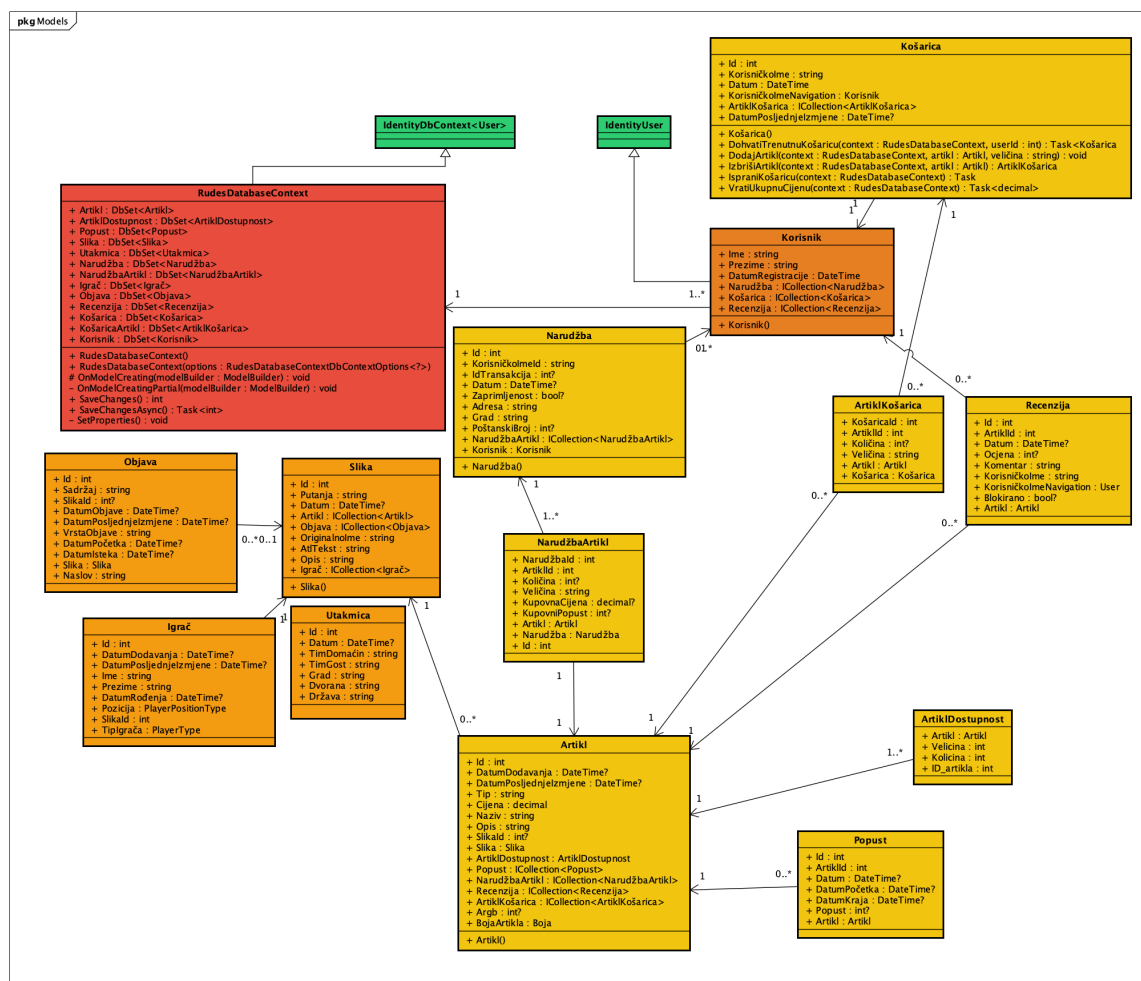 pkg Models
Košarica
+ Id : int
+ KorisničkoIme : string
+ Datum : DateTime
+ KorisničkoImeNavigation : Korisnik
+ ArtiklKošarica : ICollection<ArtiklKošarica>
+ DatumPosljednjeIzmjene : DateTime?
+ Košarica()
+ DohvatiTrenutnuKošaricu(context : RudesDatabaseContext, userId : int) : Task<Košarica
+ DodajArtikl(context : RudesDatabaseContext, artikl : Artikl, veličina : string) : void
+ IzbrišiArtikl(context : RudesDatabaseContext, artikl : Artikl) : ArtiklKošarica
+ IspraniKošaricu(context : RudesDatabaseContext) : Task
+ VratiUkupnuCijenu(context : RudesDatabaseContext) : Task<decimal>
IdentityDbContext<User>
IdentityUser
RudesDatabaseContext
+ Artikl : DbSet<Artikl>
+ ArtiklDostupnost : DbSet<ArtiklDostupnost>
+ Popust : DbSet<Popust>
+ Slika : DbSet<Slika>
+ Utakmica : DbSet<Utakmica>
+ Narudžba : DbSet<Narudžba>
+ NarudžbaArtikl : DbSet<NarudžbaArtikl>
+ Igrač : DbSet<Igrač>
+ Objava : DbSet<Objava>
+ Recenzija : DbSet<Recenzija>
+ Košarica : DbSet<Košarica>
+ KošaricaArtikl : DbSet<ArtiklKošarica>
+ Korisnik : DbSet<Korisnik>
+ RudesDatabaseContext()
+ RudesDatabaseContext(options : RudesDatabaseContextDbContextOptions<?>)
# OnModelCreating(modelBuilder : ModelBuilder) : void
− OnModelCreatingPartial(modelBuilder : ModelBuilder) : void
+ SaveChanges() : int
+ SaveChangesAsync() : Task<int>
− SetProperties() : void
1
1
1
Korisnik
+ Ime : string
+ Prezime : string
+ DatumRegistracije : DateTime
+ Narudžba : ICollection<Narudžba>
+ Košarica : ICollection<Košarica>
+ Recenzija : ICollection<Recenzija>
+ Korisnik()
1
1..*
Narudžba
+ Id : int
+ KorisničkoImeId : string
+ IdTransakcija : int?
+ Datum : DateTime?
+ Zaprimljenost : bool?
+ Adresa : string
+ Grad : string
+ PoštanskiBroj : int?
+ NarudžbaArtikl : ICollection<NarudžbaArtikl>
+ Korisnik : Korisnik
+ Narudžba()
1
0..*
0..*
ArtiklKošarica
+ KošaricaId : int
+ ArtiklId : int
+ Količina : int?
+ Veličina : string
+ Artikl : Artikl
+ Košarica : Košarica
Recenzija
+ Id : int
+ ArtiklId : int
+ Datum : DateTime?
+ Ocjena : int?
+ Komentar : string
+ KorisničkoIme : string
+ KorisničkoImeNavigation : User
+ Blokirano : bool?
+ Artikl : Artikl
Objava
+ Id : int
+ Sadržaj : string
+ SlikaId : int?
+ DatumObjave : DateTime?
+ DatumPosljednjeIzmjene : DateTime?
+ VrstaObjave : string
+ DatumPočetka : DateTime?
+ DatumIsteka : DateTime?
+ Slika : Slika
+ Naslov : string
0..*
0..1
Slika
+ Id : int
+ Putanja : string
+ Datum : DateTime?
+ Artikl : ICollection<Artikl>
+ Objava : ICollection<Objava>
+ OriginalnoIme : string
+ AtlTekst : string
+ Opis : string
+ Igrač : ICollection<Igrač>
+ Slika()
1
1..*
0..*
0..*
NarudžbaArtikl
+ NarudžbaId : int
+ ArtiklId : int
+ Količina : int?
+ Veličina : string
+ KupovnaCijena : decimal?
+ KupovniPopust : int?
+ Artikl : Artikl
+ Narudžba : Narudžba
+ Id : int
1
1
Igrač
+ Id : int
+ DatumDodavanja : DateTime?
+ DatumPosljednjeIzmjene : DateTime?
+ Ime : string
+ Prezime : string
+ DatumRođenja : DateTime?
+ Pozicija : PlayerPositionType
+ SlikaId : int
+ TipIgrača : PlayerType
Utakmica
+ Id : int
+ Datum : DateTime?
+ TimDomaćin : string
+ TimGost : string
+ Grad : string
+ Dvorana : string
+ Država : string
1
0..*
1
1
1
1
Artikl
+ Id : int
+ DatumDodavanja : DateTime?
+ DatumPosljednjeIzmjene : DateTime?
+ Tip : string
+ Cijena : decimal
+ Naziv : string
+ Opis : string
+ SlikaId : int?
+ Slika : Slika
+ ArtiklDostupnost : ArtiklDostupnost
+ Popust : ICollection<Popust>
+ NarudžbaArtikl : ICollection<NarudžbaArtikl>
+ Recenzija : ICollection<Recenzija>
+ ArtiklKošarica : ICollection<ArtiklKošarica>
+ Argb : int?
+ BojaArtikla : Boja
+ Artikl()
ArtiklDostupnost
+ Artikl : Artikl
+ Velicina : int
+ Kolicina : int
+ ID_artikla : int
1..*
1
Popust
+ Id : int
+ ArtiklId : int
+ Datum : DateTime?
+ DatumPočetka : DateTime?
+ DatumKraja : DateTime?
+ Popust : int?
+ Artikl : Artikl
0..*
1